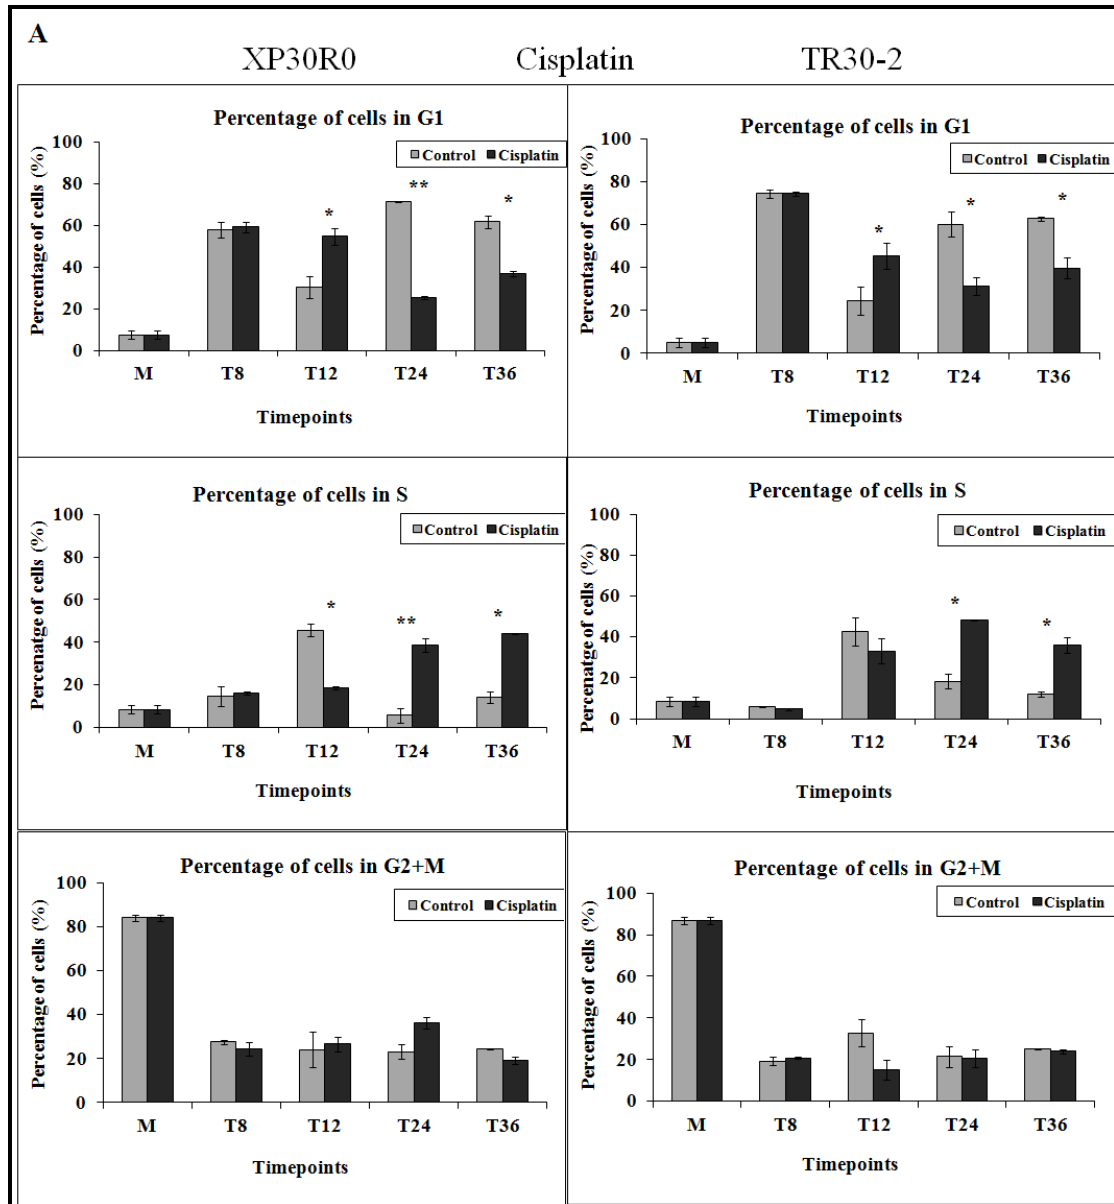 A
XP30R0 Cisplatin TR30-2
Percentage of cells in G1
Percentage of cells (%)
100
80
60
40
20
0
Control Cisplatin
* ** *
M T8 T12 T24 T36
Timepoints
Percentage of cells in G1
Percentage of cells (%)
100
80
60
40
20
0
Control Cisplatin
* * *
M T8 T12 T24 T36
Timepoints
Percentage of cells in S
Percenatge of cells (%)
100
80
60
40
20
0
Control Cisplatin
* ** *
M T8 T12 T24 T36
Timepoints
Percentage of cells in S
Percenatge of cells (%)
100
80
60
40
20
0
Control Cisplatin
* *
M T8 T12 T24 T36
Timepoints
Percentage of cells in G2+M
Percentage of cells (%)
100
80
60
40
20
0
Control Cisplatin
M T8 T12 T24 T36
Timepoints
Percentage of cells in G2+M
Percentage of cells (%)
100
80
60
40
20
0
Control Cisplatin
M T8 T12 T24 T36
Timepoints